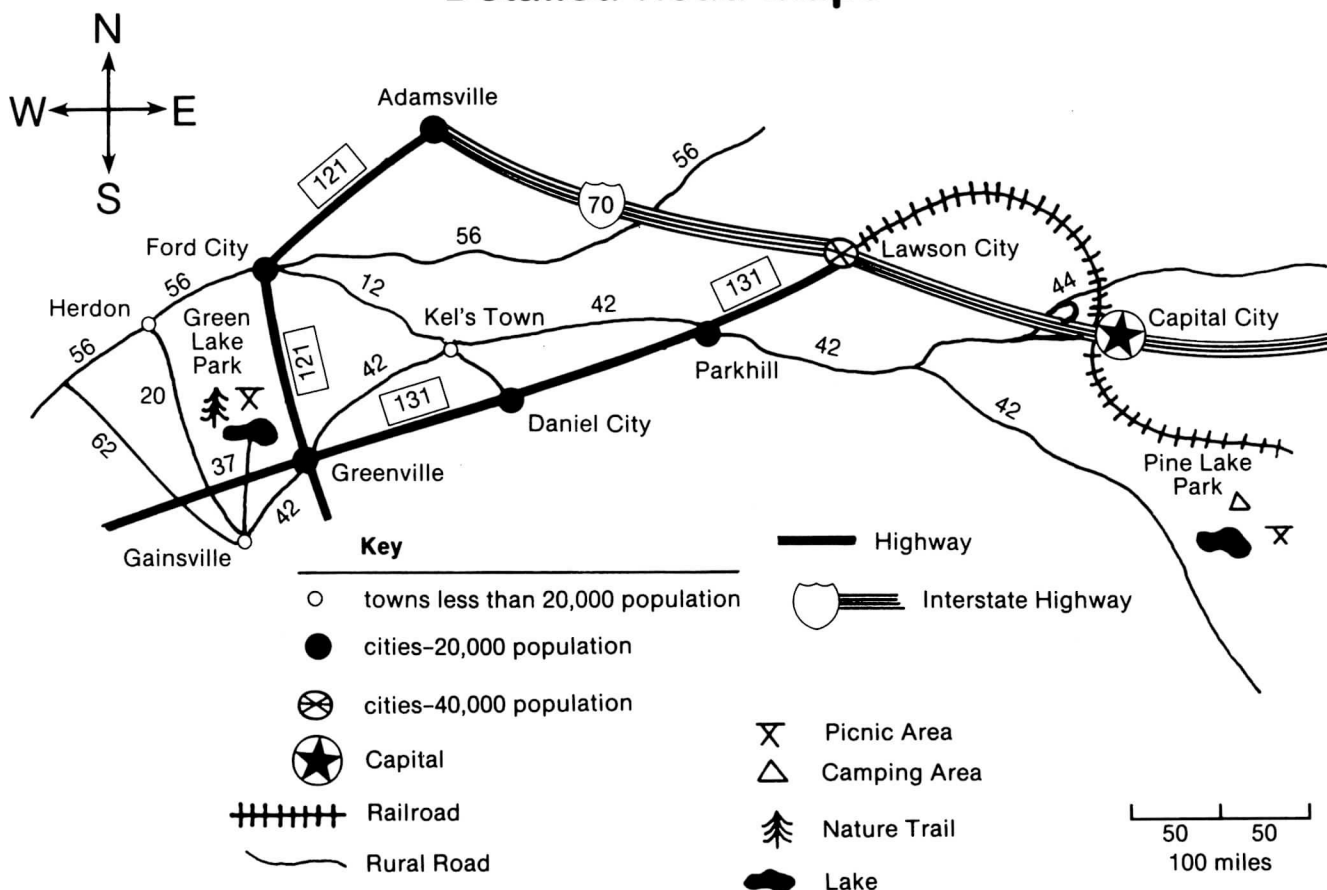 N
W E
S
Adamsville
121
56
70
Ford City
56
Lawson City
Herdon
56
12
131
44
Green
Lake
Park
Kel's Town
42
Capital City
56
121
42
Parkhill
42
20
131
Daniel City
42
62
37
Greenville
Pine Lake
Park
42
Gainsville
Key
towns less than 20,000 population
cities–20,000 population
cities–40,000 population
Capital
Railroad
Rural Road
Highway
Interstate Highway
Picnic Area
Camping Area
Nature Trail
Lake
50 50
100 miles